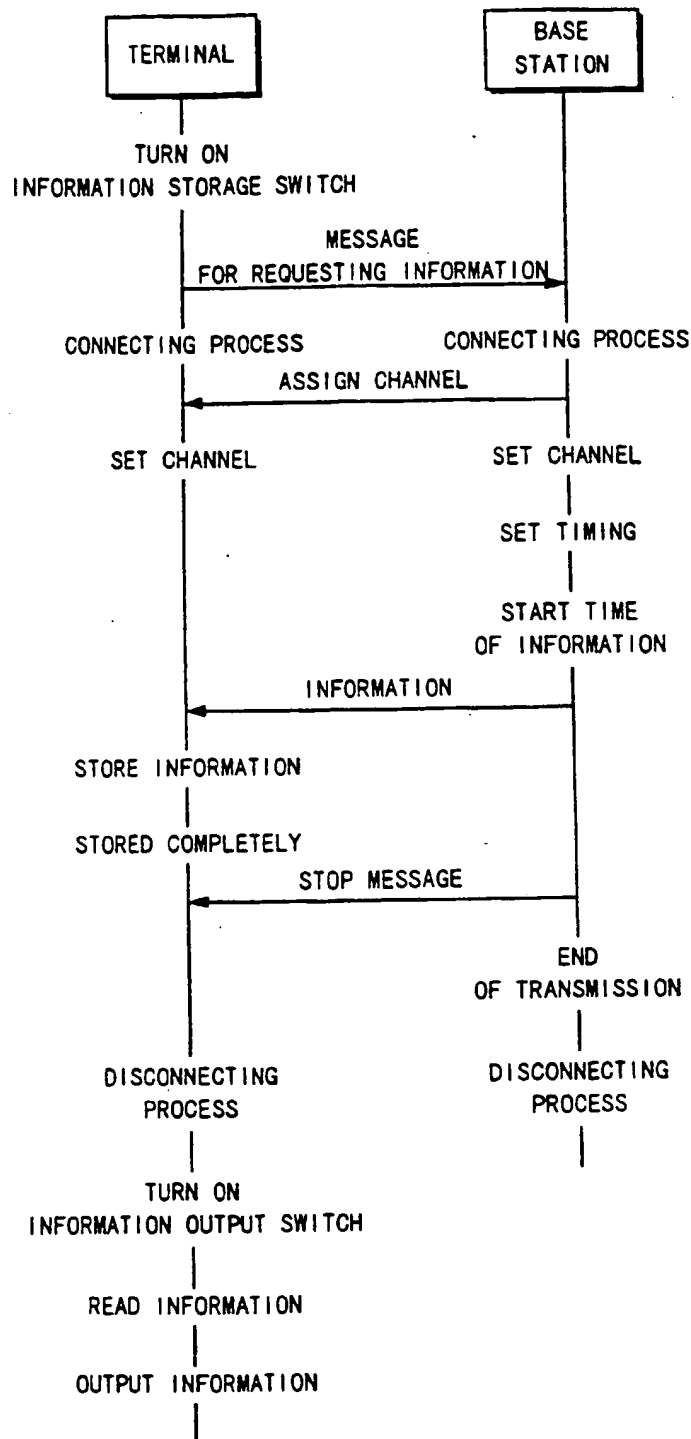 TERMINAL
BASE
STATION
TURN ON
INFORMATION STORAGE SWITCH
MESSAGE
FOR REQUESTING INFORMATION
CONNECTING PROCESS
CONNECTING PROCESS
ASSIGN CHANNEL
SET CHANNEL
SET CHANNEL
SET TIMING
START TIME
OF INFORMATION
INFORMATION
STORE INFORMATION
STORED COMPLETELY
STOP MESSAGE
END
OF TRANSMISSION
DISCONNECTING
PROCESS
DISCONNECTING
PROCESS
TURN ON
INFORMATION OUTPUT SWITCH
READ INFORMATION
OUTPUT INFORMATION